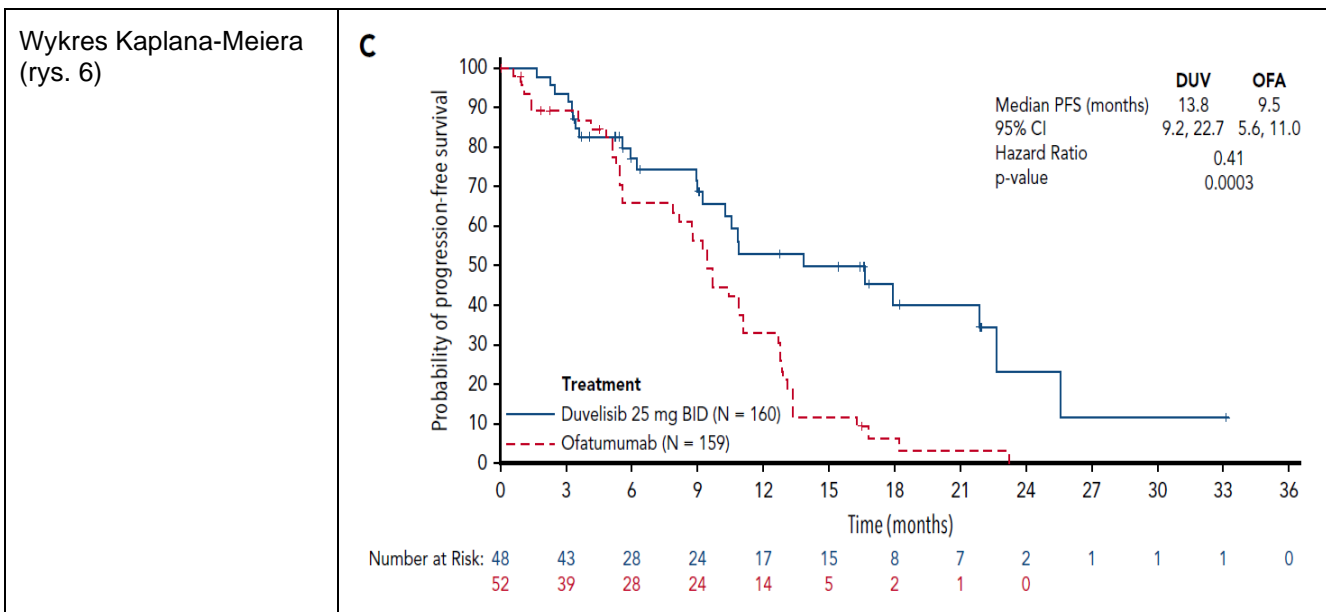 Wykres Kaplana-Meiera
(rys. 6)
C
DUV OFA
Median PFS (months) 13.8 9.5
95% CI 9.2, 22.7 5.6, 11.0
Hazard Ratio 0.41
p-value 0.0003
Probability of progression-free survival
100
90
80
70
60
50
40
30
20
10
0
Treatment
Duvelisib 25 mg BID (N = 160)
Ofatumumab (N = 159)
0 3 6 9 12 15 18 21 24 27 30 33 36
Time (months)
Number at Risk: 48 43 28 24 17 15 8 7 2 1 1 1 0
52 39 28 24 14 5 2 1 0